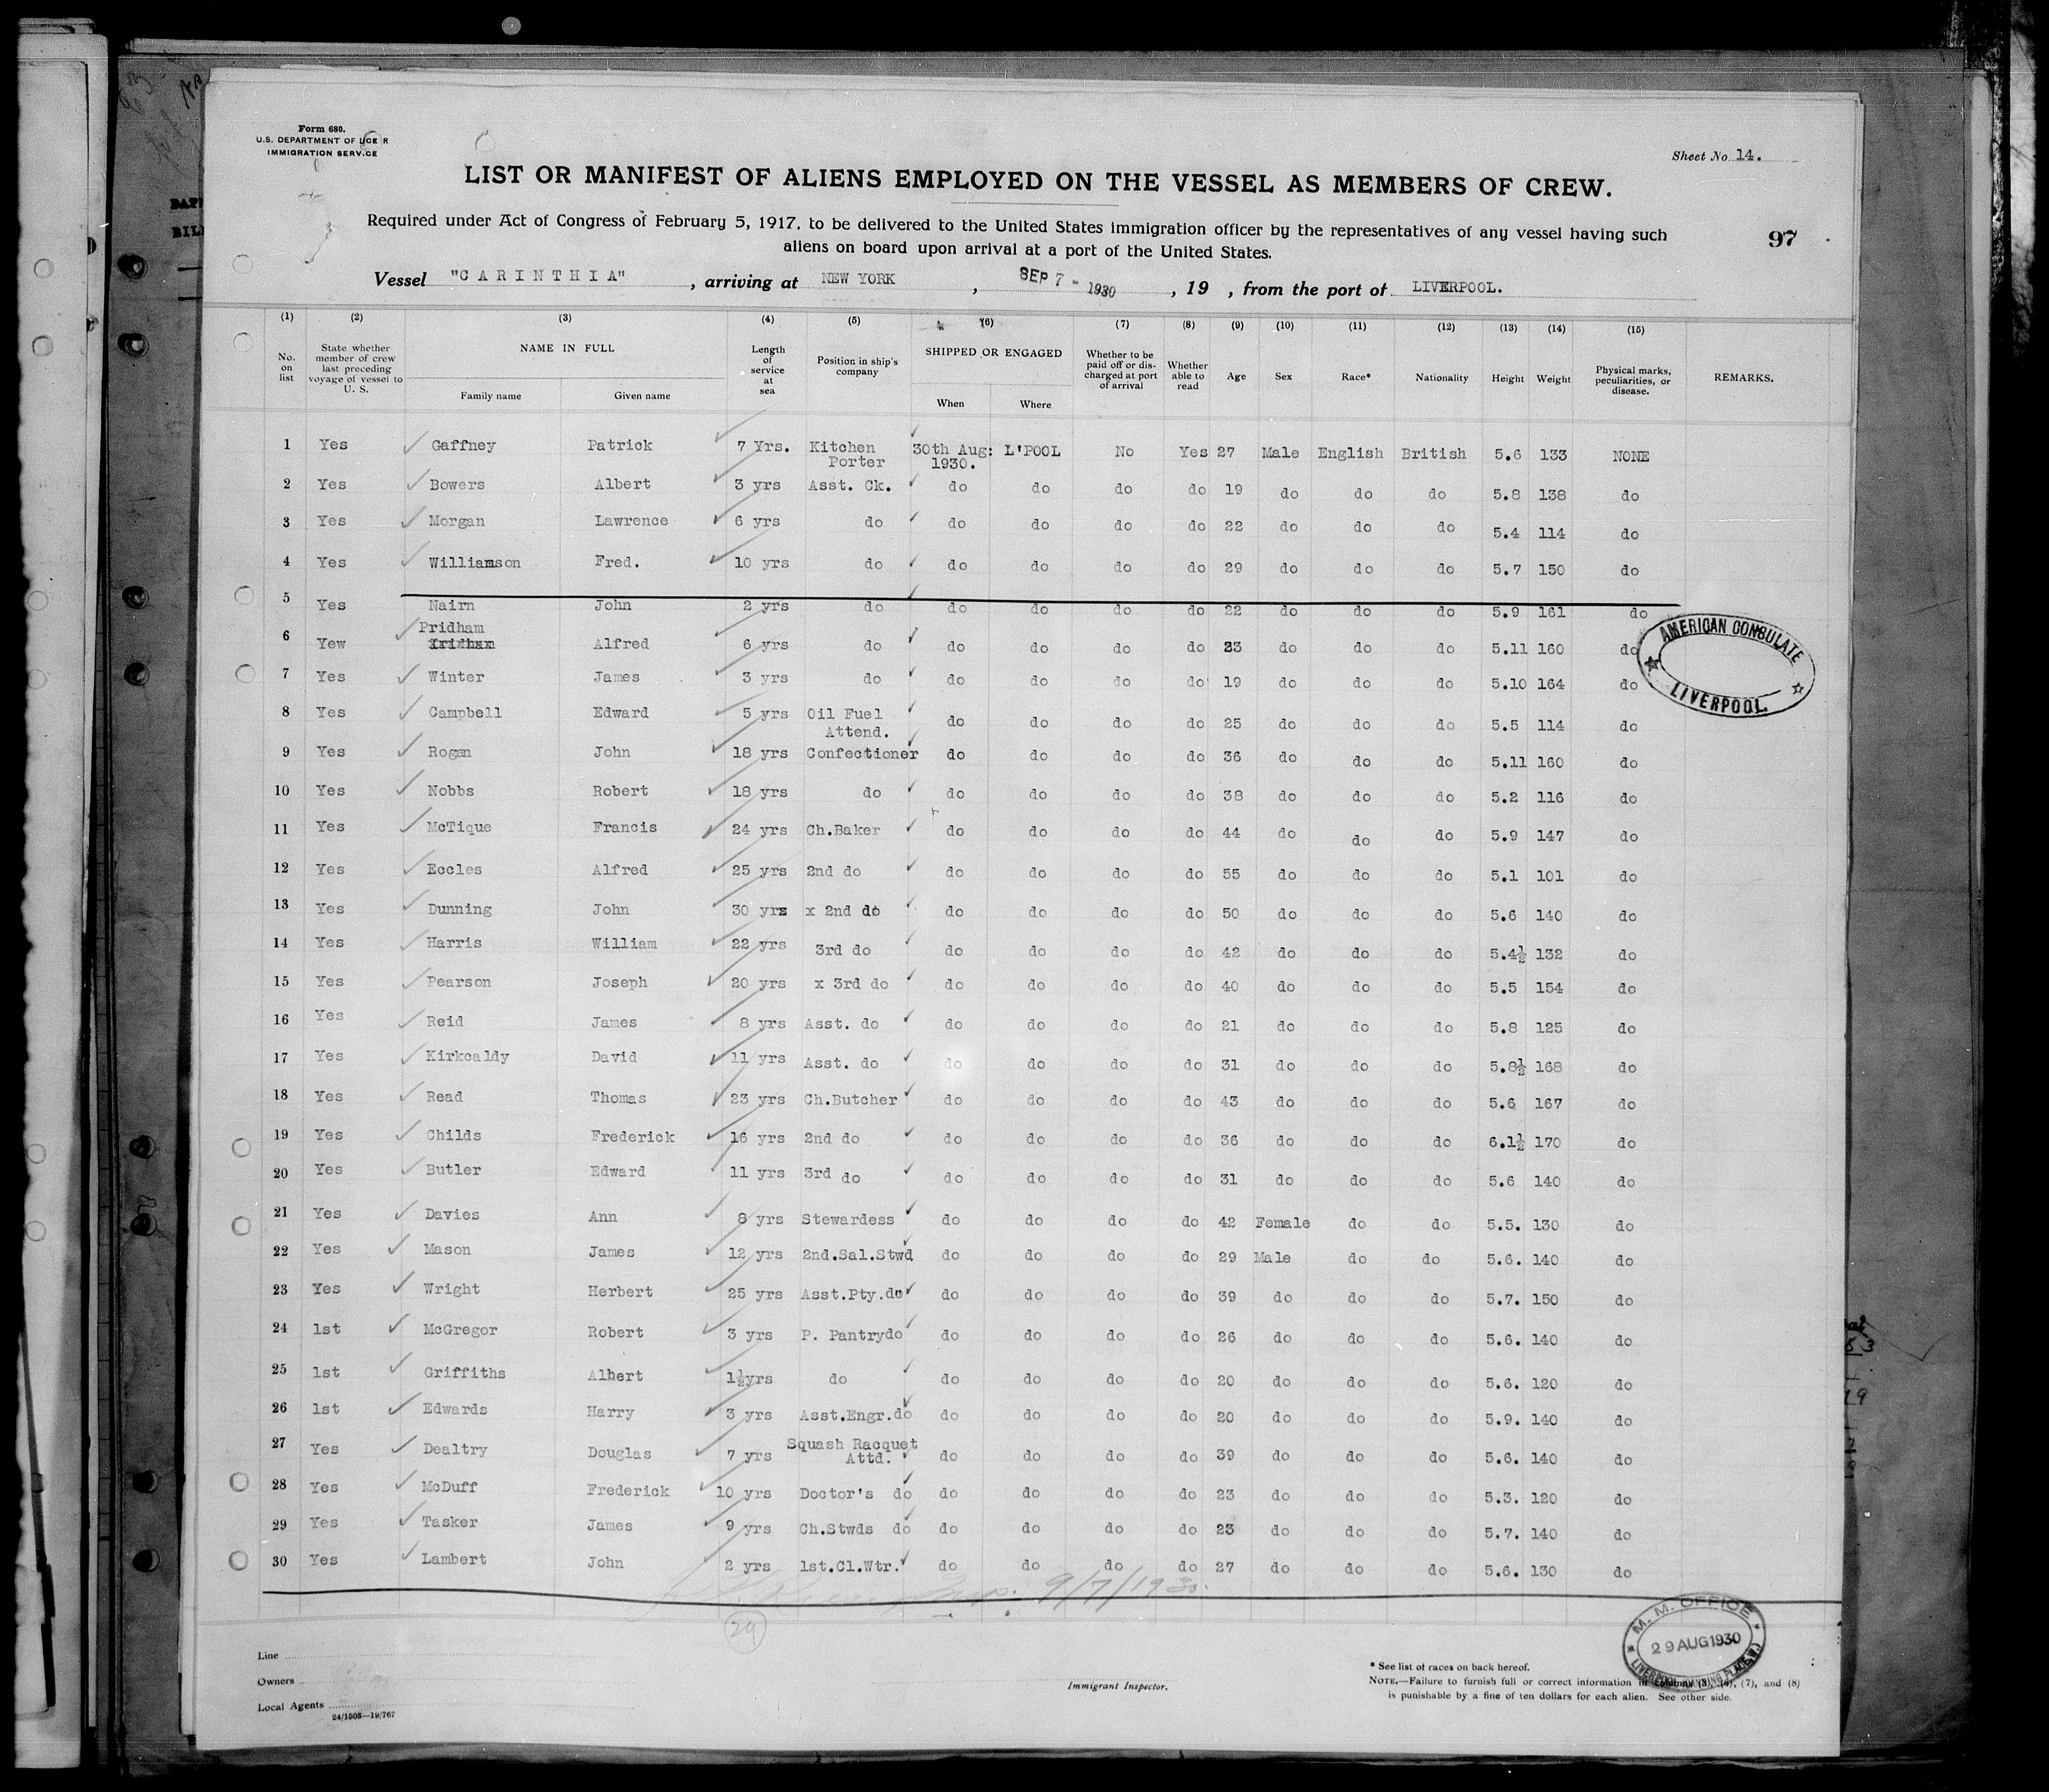 Form 680.
U.S. DEPARTMENT OF
IMMIGRATION SERVICE
Sheet No 14.
LIST OR MANIFEST OF ALIENS EMPLOYED ON THE VESSEL AS MEMBERS OF CREW.
Required under Act of Congress of February 5, 1917, to be delivered to the United States immigration officer by the representatives of any vessel having such
aliens on board upon arrival at a port of the United States.
97
Vessel "CARINTHIA" , arriving at NEW YORK , SEP 7 - 1930 , 19 , from the port of LIVERPOOL.
(1) (2) (3) (4) (5) (6) (7) (8) (9) (10) (11) (12) (13) (14) (15)
No. on list State whether member of crew last preceding voyage of vessel to U. S. NAME IN FULL Family name Given name Length of service at sea Position in ship's company SHIPPED OR ENGAGED When Where Whether to be paid off or discharged at port of arrival Whether able to read Age Sex Race* Nationality Height Weight Physical marks, peculiarities, or disease. REMARKS.
1 Yes Gaffney Patrick 7 Yrs. Kitchen Porter 30th Aug: 1930. L'POOL No Yes 27 Male English British 5.6 133 NONE
2 Yes Bowers Albert 3 yrs Asst. Ck. do do do do 19 do do do 5.8 138 do
3 Yes Morgan Lawrence 6 yrs do do do do do 22 do do do 5.4 114 do
4 Yes Williamson Fred. 10 yrs do do do do do 29 do do do 5.7 150 do
5 Yes Nairn John 2 yrs do do do do do 22 do do do 5.9 161 do
6 Yew Pridham Alfred 6 yrs do do do do do 23 do do do 5.11 160 do
7 Yes Winter James 3 yrs do do do do do 19 do do do 5.10 164 do
8 Yes Campbell Edward 5 yrs Oil Fuel Attend. do do do do 25 do do do 5.5 114 do
9 Yes Rogan John 18 yrs Confectioner do do do do 36 do do do 5.11 160 do
10 Yes Nobbs Robert 18 yrs do do do do do 38 do do do 5.2 116 do
11 Yes McTique Francis 24 yrs Ch.Baker do do do do 44 do do do 5.9 147 do
12 Yes Eccles Alfred 25 yrs 2nd do do do do do 55 do do do 5.1 101 do
13 Yes Dunning John 30 yrs x 2nd do do do do do 50 do do do 5.6 140 do
14 Yes Harris William 22 yrs 3rd do do do do do 42 do do do 5.4½ 132 do
15 Yes Pearson Joseph 20 yrs x 3rd do do do do do 40 do do do 5.5 154 do
16 Yes Reid James 8 yrs Asst. do do do do do 21 do do do 5.8 125 do
17 Yes Kirkcaldy David 11 yrs Asst. do do do do do 31 do do do 5.8½ 168 do
18 Yes Read Thomas 23 yrs Ch.Butcher do do do do 43 do do do 5.6 167 do
19 Yes Childs Frederick 16 yrs 2nd do do do do do 36 do do do 6.1½ 170 do
20 Yes Butler Edward 11 yrs 3rd do do do do do 31 do do do 5.6 140 do
21 Yes Davies Ann 8 yrs Stewardess do do do do 42 Female do do 5.5. 130 do
22 Yes Mason James 12 yrs 2nd.Sal.Stwd do do do do 29 Male do do 5.6. 140 do
23 Yes Wright Herbert 25 yrs Asst.Pty.do do do do do 39 do do do 5.7. 150 do
24 1st McGregor Robert 3 yrs P. Pantrydo do do do do 26 do do do 5.6. 140 do
25 1st Griffiths Albert 1½yrs do do do do do 20 do do do 5.6. 120 do
26 1st Edwards Harry 3 yrs Asst.Engr.do do do do do 20 do do do 5.9. 140 do
27 Yes Dealtry Douglas 7 yrs Squash Racquet Attd. do do do do 39 do do do 5.6. 140 do
28 Yes McDuff Frederick 10 yrs Doctor's do do do do do 23 do do do 5.3. 120 do
29 Yes Tasker James 9 yrs Ch.Stwds do do do do do 23 do do do 5.7. 140 do
30 Yes Lambert John 2 yrs 1st.Cl.Wtr. do do do do 27 do do do 5.6. 130 do
AMERICAN CONSULATE
LIVERPOOL.
9/7/1930.
29
M. M. OFFICE
29 AUG 1930
LIVERPOOL
Line
Owners
Local Agents
24/1508—19/767
Immigrant Inspector.
* See list of races on back hereof.
NOTE.—Failure to furnish full or correct information in columns (3), (6), (7), and (8)
is punishable by a fine of ten dollars for each alien. See other side.